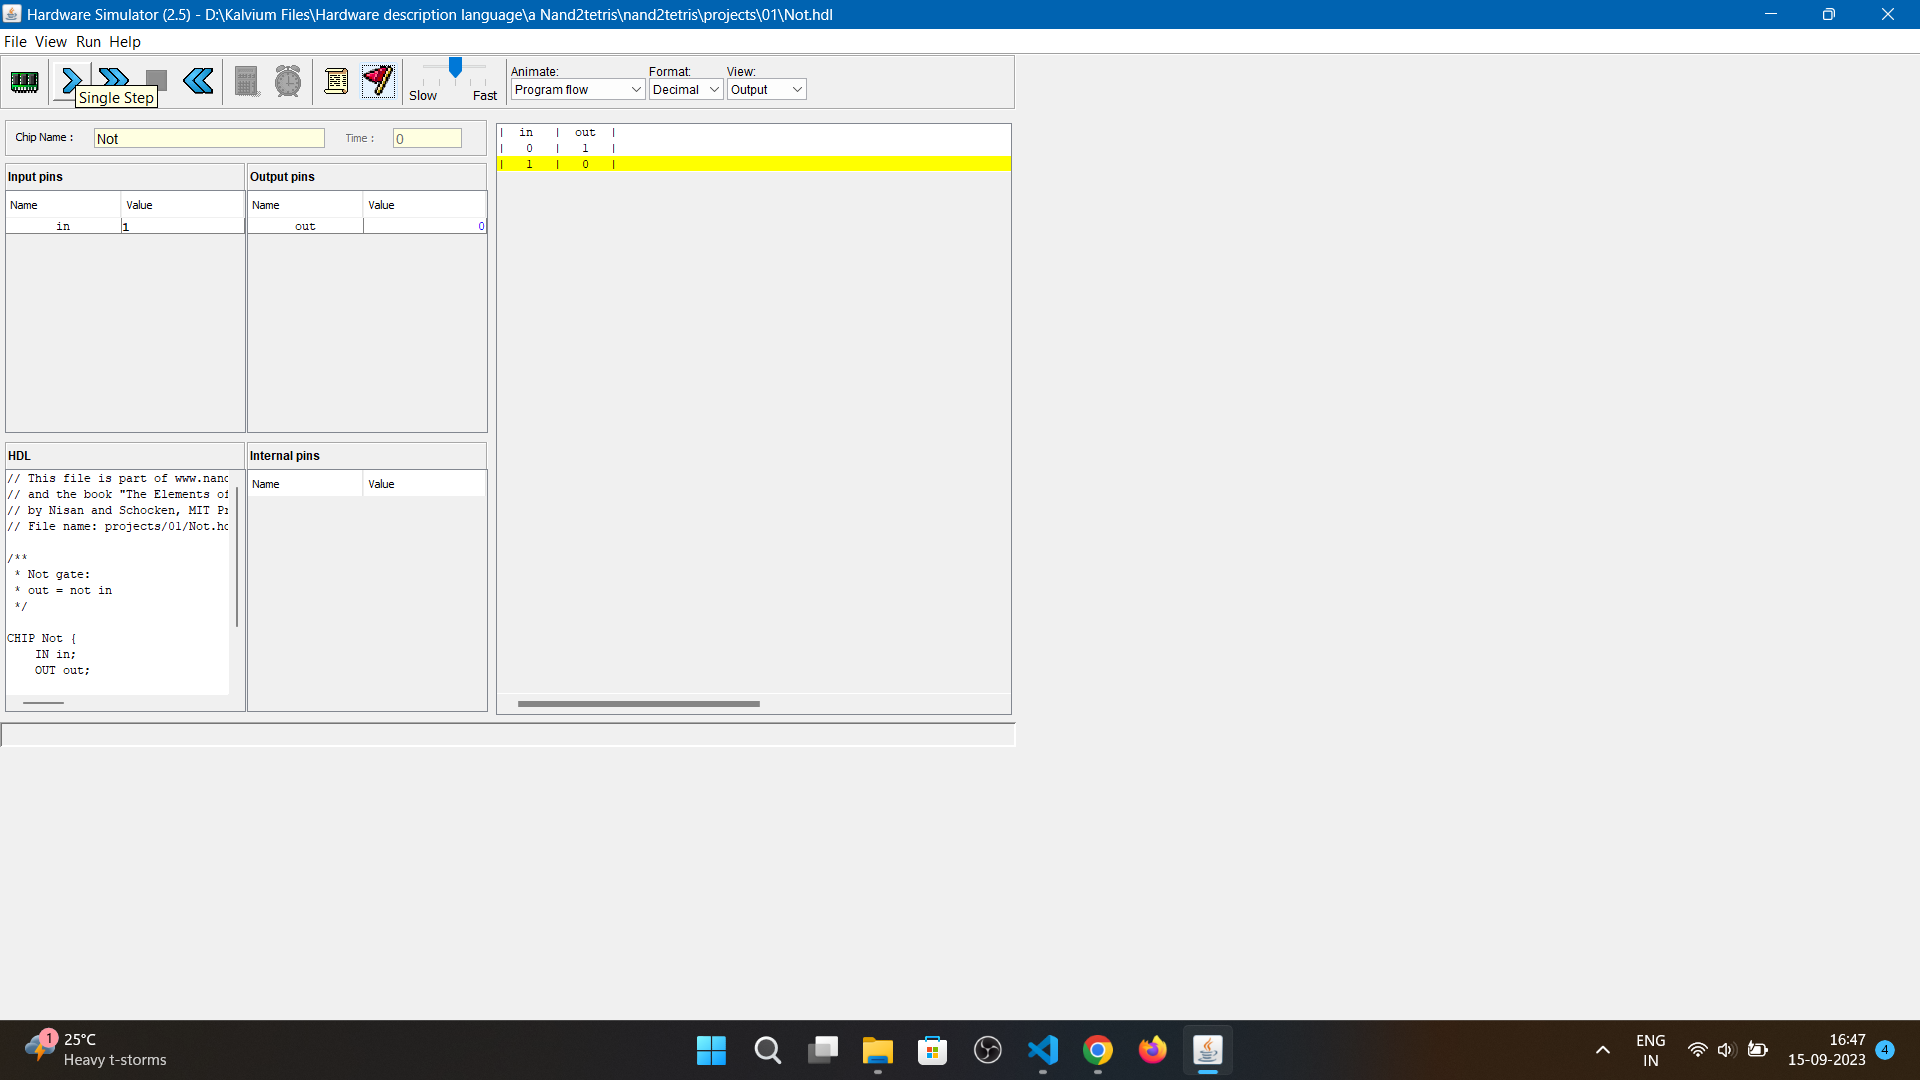 Hardware Simulator (2.5) - D:\Kalvium Files\Hardware description language\a Nand2tetris\nand2tetris\projects\01\Not.hdl
File View Run Help
Single Step
Slow Fast
Animate: Format: View:
Program flow Decimal Output
Chip Name : Not Time : 0
Input pins Output pins
Name Value Name Value
in 1 out 0
| in | out |
| 0 | 1 |
| 1 | 0 |
HDL Internal pins
Name Value
// This file is part of www.nand
// and the book "The Elements of
// by Nisan and Schocken, MIT Pr
// File name: projects/01/Not.hd
/**
* Not gate:
* out = not in
*/
CHIP Not {
IN in;
OUT out;
1 25°C
Heavy t-storms
ENG
IN
16:47
15-09-2023 4